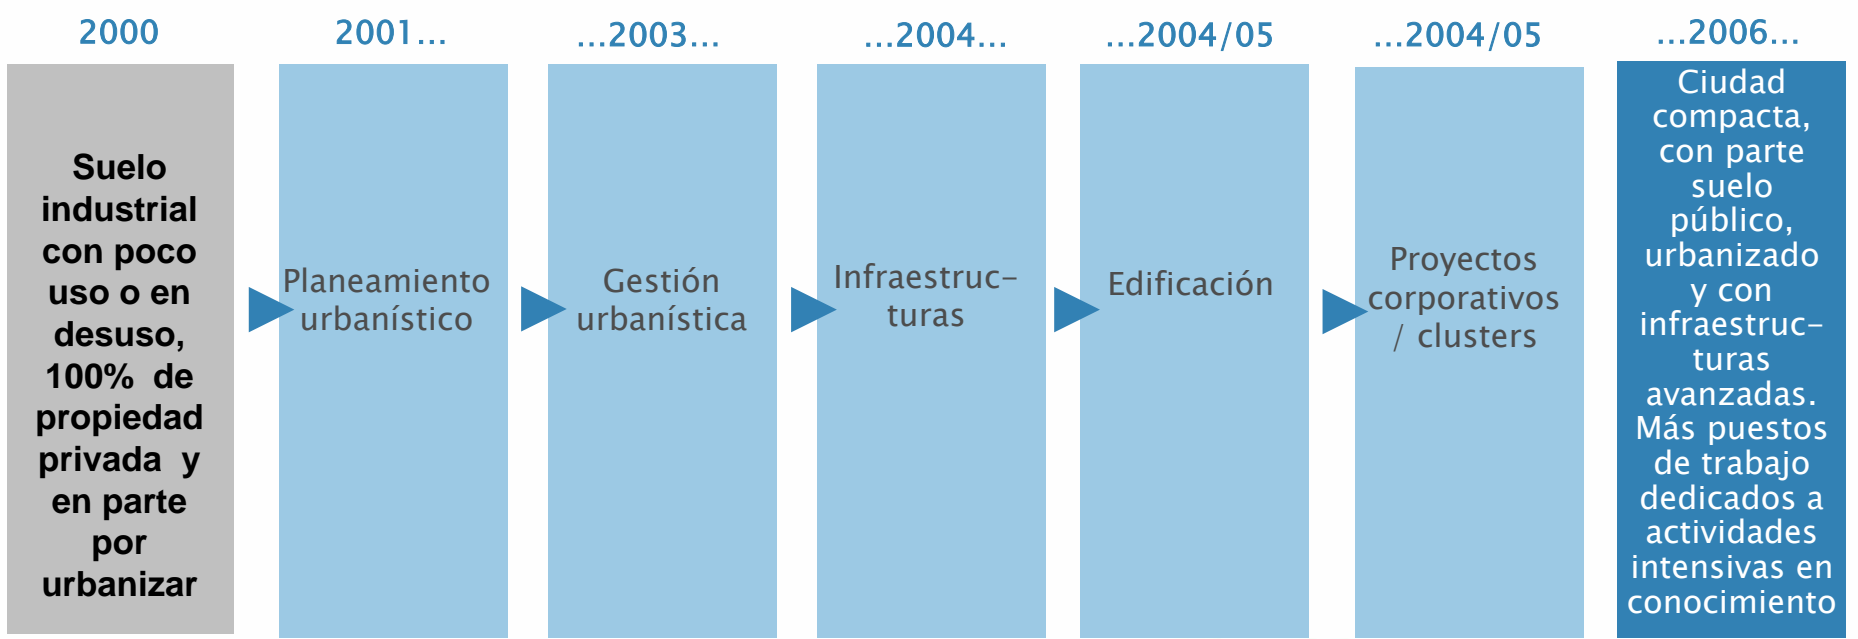 2000
Suelo
industrial
con poco
uso o en
desuso,
100% de
propiedad
privada y
en parte
por
urbanizar
2001...
Planeamiento
urbanístico
...2003...
Gestión
urbanística
...2004...
Infraestruc-
turas
...2004/05
Edificación
...2004/05
Proyectos
corporativos
/ clusters
...2006...
Ciudad
compacta,
con parte
suelo
público,
urbanizado
y con
infraestruc-
turas
avanzadas.
Más puestos
de trabajo
dedicados a
actividades
intensivas en
conocimiento